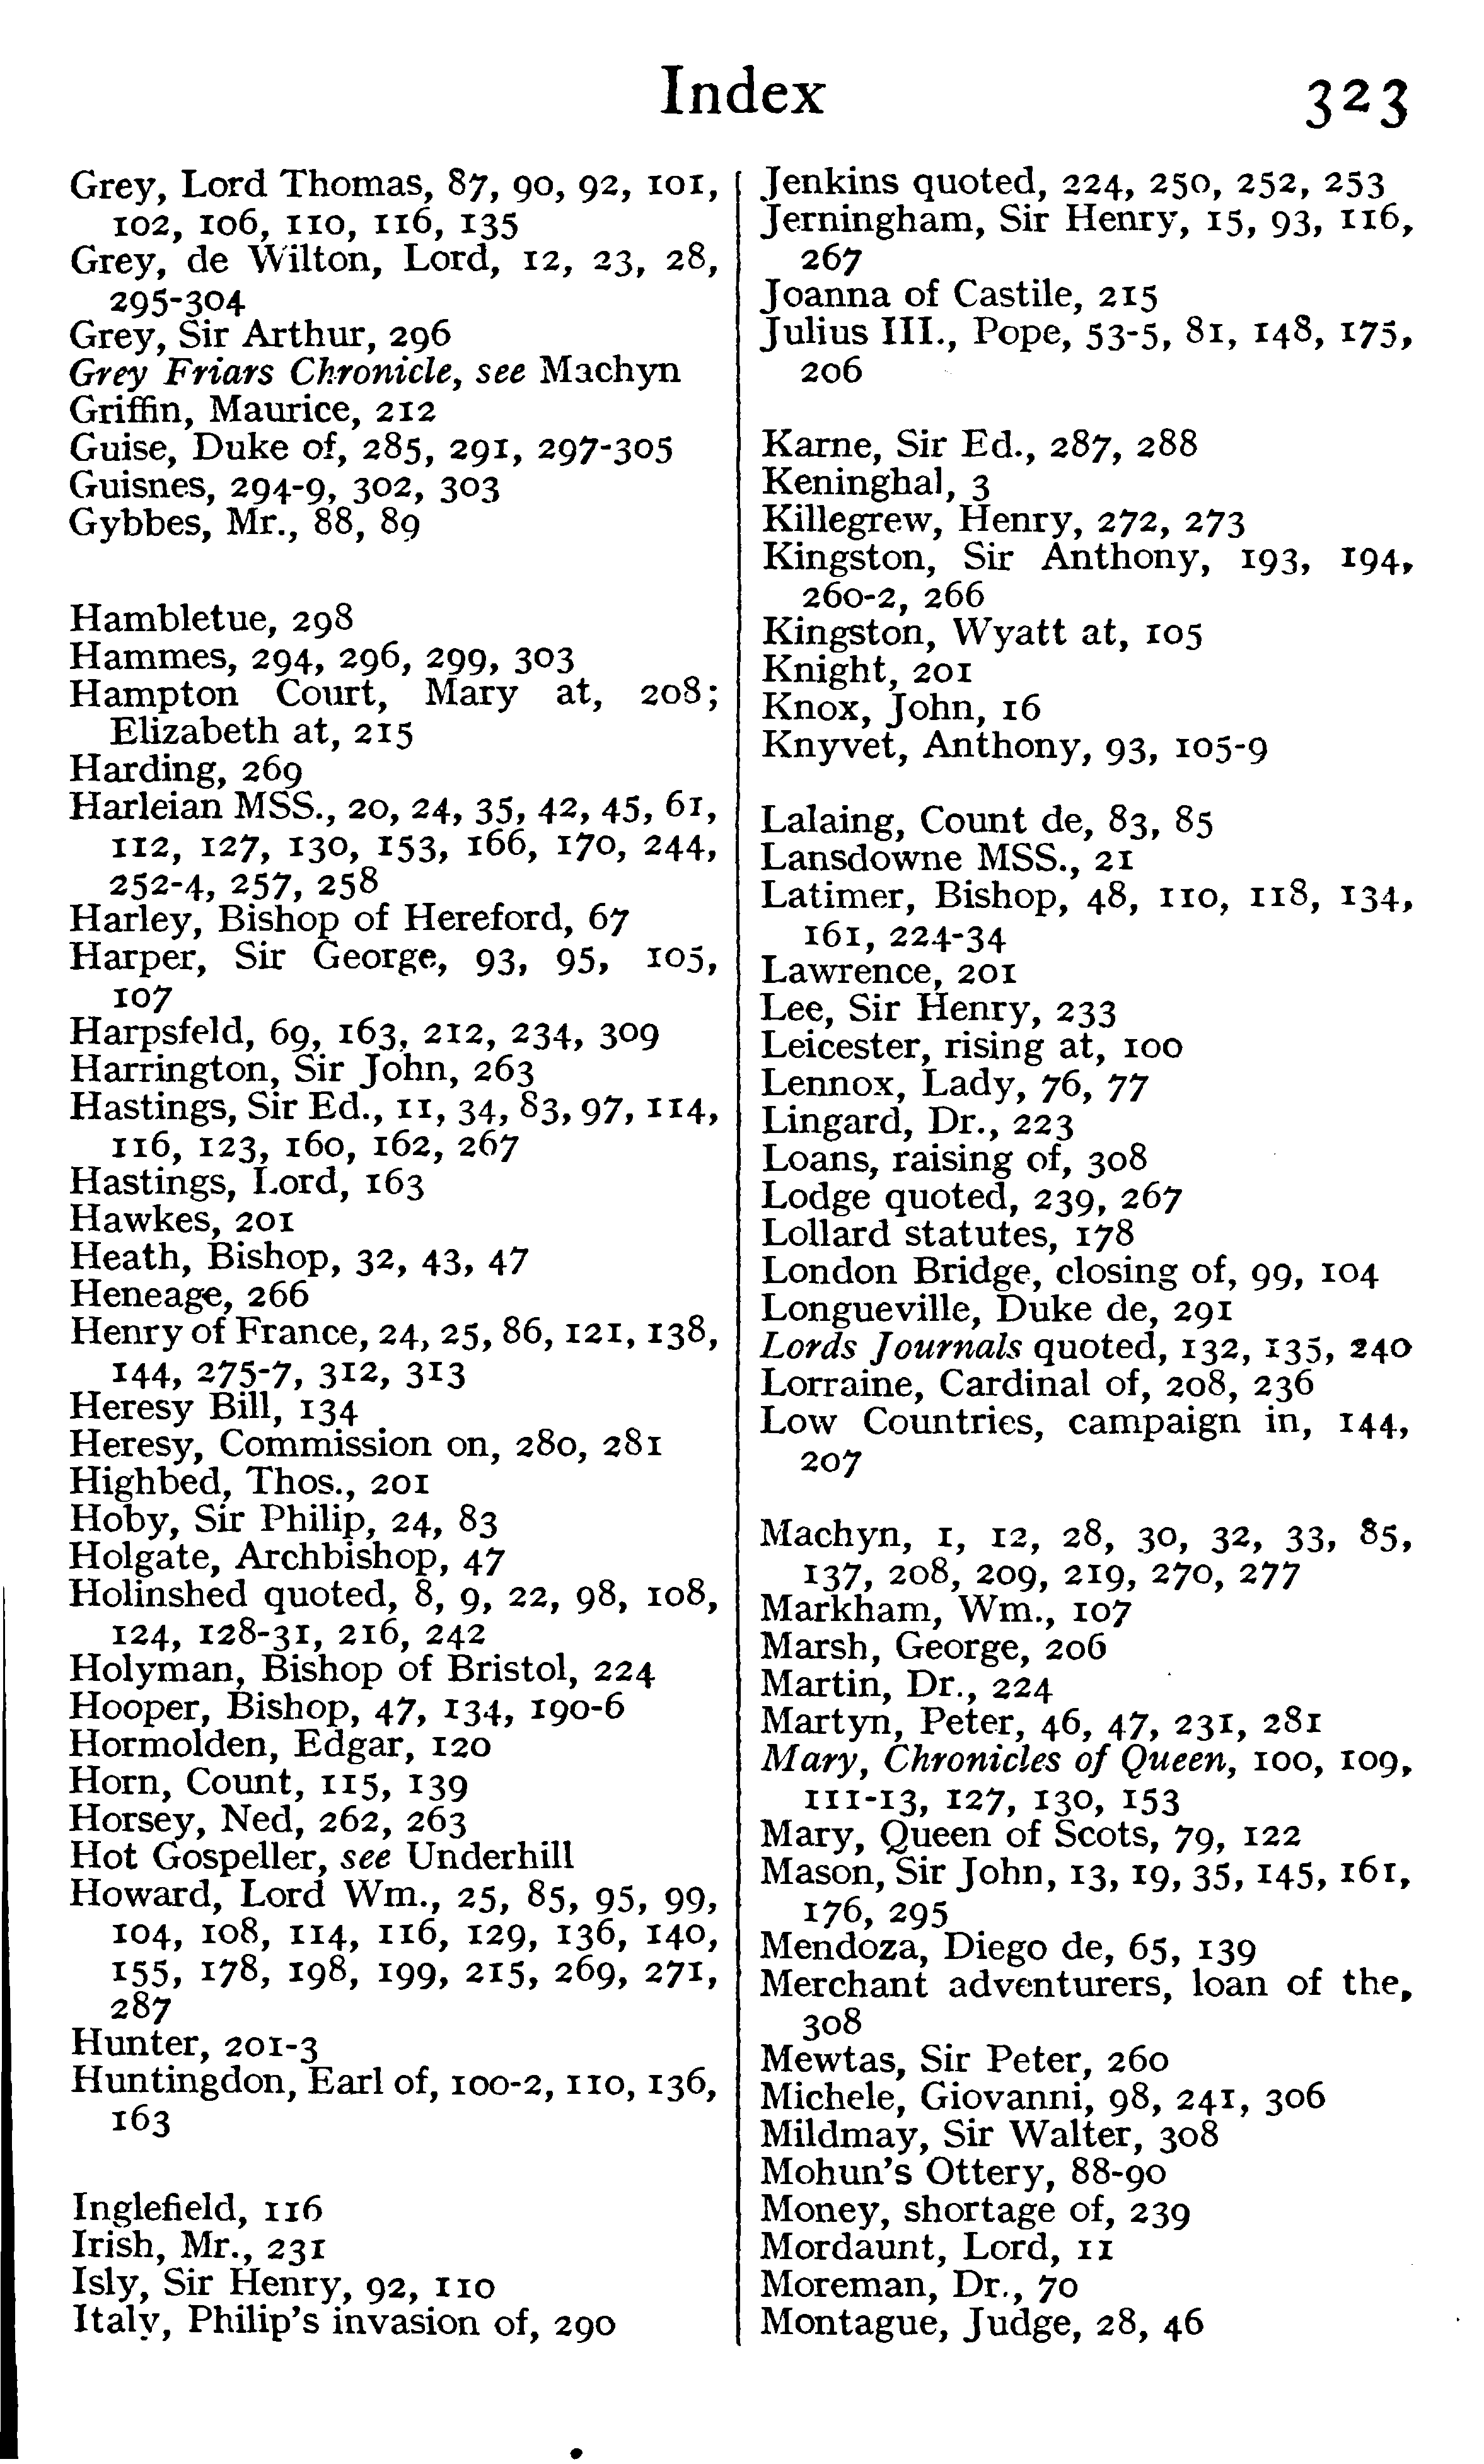 Index 323
Grey, Lord Thomas, 87, 90, 92, 101,
102, 106, 110, 116, 135
Grey, de Wilton, Lord, 12, 23, 28,
295-304
Grey, Sir Arthur, 296
Grey Friars Chronicle, see Machyn
Griffin, Maurice, 212
Guise, Duke of, 285, 291, 297-305
Guisnes, 294-9, 302, 303
Gybbes, Mr., 88, 89
Hambletue, 298
Hammes, 294, 296, 299, 303
Hampton Court, Mary at, 208;
Elizabeth at, 215
Harding, 269
Harleian MSS., 20, 24, 35, 42, 45, 61,
112, 127, 130, 153, 166, 170, 244,
252-4, 257, 258
Harley, Bishop of Hereford, 67
Harper, Sir George, 93, 95, 105,
107
Harpsfeld, 69, 163, 212, 234, 309
Harrington, Sir John, 263
Hastings, Sir Ed., 11, 34, 83, 97, 114,
116, 123, 160, 162, 267
Hastings, Lord, 163
Hawkes, 201
Heath, Bishop, 32, 43, 47
Heneage, 266
Henry of France, 24, 25, 86, 121, 138,
144, 275-7, 312, 313
Heresy Bill, 134
Heresy, Commission on, 280, 281
Highbed, Thos., 201
Hoby, Sir Philip, 24, 83
Holgate, Archbishop, 47
Holinshed quoted, 8, 9, 22, 98, 108,
124, 128-31, 216, 242
Holyman, Bishop of Bristol, 224
Hooper, Bishop, 47, 134, 190-6
Hormolden, Edgar, 120
Horn, Count, 115, 139
Horsey, Ned, 262, 263
Hot Gospeller, see Underhill
Howard, Lord Wm., 25, 85, 95, 99,
104, 108, 114, 116, 129, 136, 140,
155, 178, 198, 199, 215, 269, 271,
287
Hunter, 201-3
Huntingdon, Earl of, 100-2, 110, 136,
163
Inglefield, 116
Irish, Mr., 231
Isly, Sir Henry, 92, 110
Italy, Philip's invasion of, 290
Jenkins quoted, 224, 250, 252, 253
Jerningham, Sir Henry, 15, 93, 116,
267
Joanna of Castile, 215
Julius III., Pope, 53-5, 81, 148, 175,
206
Karne, Sir Ed., 287, 288
Keninghal, 3
Killegrew, Henry, 272, 273
Kingston, Sir Anthony, 193, 194,
260-2, 266
Kingston, Wyatt at, 105
Knight, 201
Knox, John, 16
Knyvet, Anthony, 93, 105-9
Lalaing, Count de, 83, 85
Lansdowne MSS., 21
Latimer, Bishop, 48, 110, 118, 134,
161, 224-34
Lawrence, 201
Lee, Sir Henry, 233
Leicester, rising at, 100
Lennox, Lady, 76, 77
Lingard, Dr., 223
Loans, raising of, 308
Lodge quoted, 239, 267
Lollard statutes, 178
London Bridge, closing of, 99, 104
Longueville, Duke de, 291
Lords Journals quoted, 132, 135, 240
Lorraine, Cardinal of, 208, 236
Low Countries, campaign in, 144,
207
Machyn, 1, 12, 28, 30, 32, 33, 85,
137, 208, 209, 219, 270, 277
Markham, Wm., 107
Marsh, George, 206
Martin, Dr., 224
Martyn, Peter, 46, 47, 231, 281
Mary, Chronicles of Queen, 100, 109,
111-13, 127, 130, 153
Mary, Queen of Scots, 79, 122
Mason, Sir John, 13, 19, 35, 145, 161,
176, 295
Mendoza, Diego de, 65, 139
Merchant adventurers, loan of the,
308
Mewtas, Sir Peter, 260
Michele, Giovanni, 98, 241, 306
Mildmay, Sir Walter, 308
Mohun's Ottery, 88-90
Money, shortage of, 239
Mordaunt, Lord, 11
Moreman, Dr., 70
Montague, Judge, 28, 46